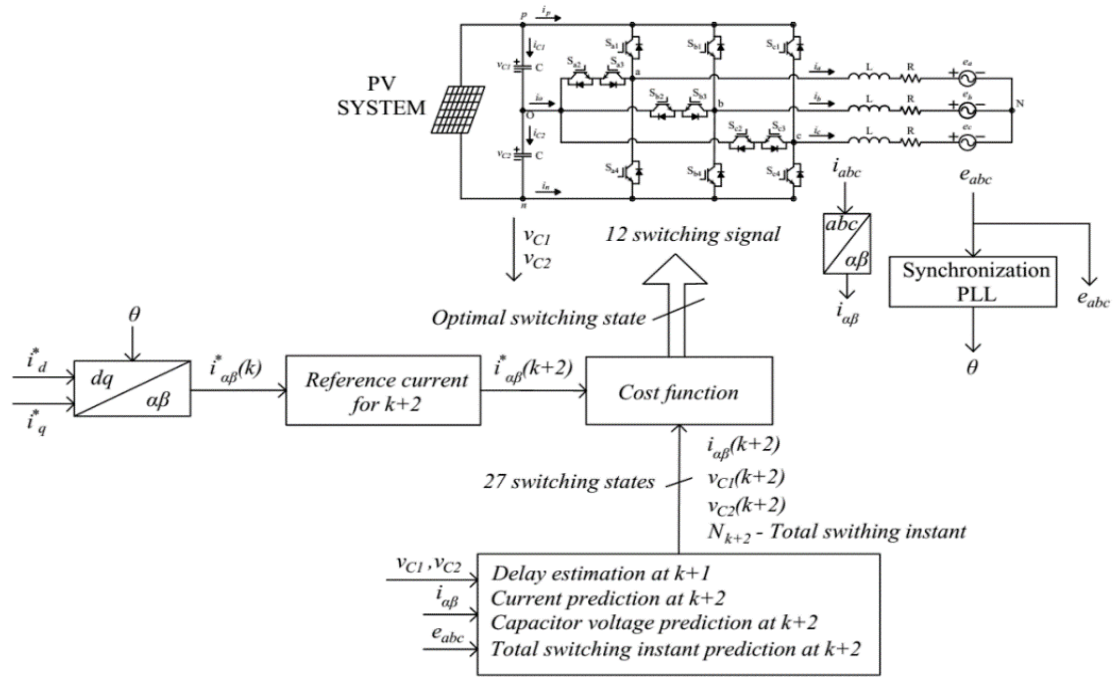 P
i_p
S_a1
S_b1
S_c1
i_C1
v_C1
C
S_a2
S_a3
a
i_a
L
R
e_a
PV
SYSTEM
i_o
O
S_b2
S_b3
b
i_b
L
R
e_b
N
i_C2
S_c2
S_c3
c
i_c
L
R
e_c
v_C2
C
S_a4
S_b4
S_c4
i_n
n
i_abc
e_abc
v_C1
v_C2
12 switching signal
abc
αβ
Synchronization
PLL
e_abc
i_αβ
θ
Optimal switching state
θ
i*_d
i*_q
dq
αβ
i*_αβ(k)
Reference current
for k+2
i*_αβ(k+2)
Cost function
27 switching states
i_αβ(k+2)
v_C1(k+2)
v_C2(k+2)
N_k+2 - Total swithing instant
v_C1 ,v_C2
i_αβ
e_abc
Delay estimation at k+1
Current prediction at k+2
Capacitor voltage prediction at k+2
Total switching instant prediction at k+2